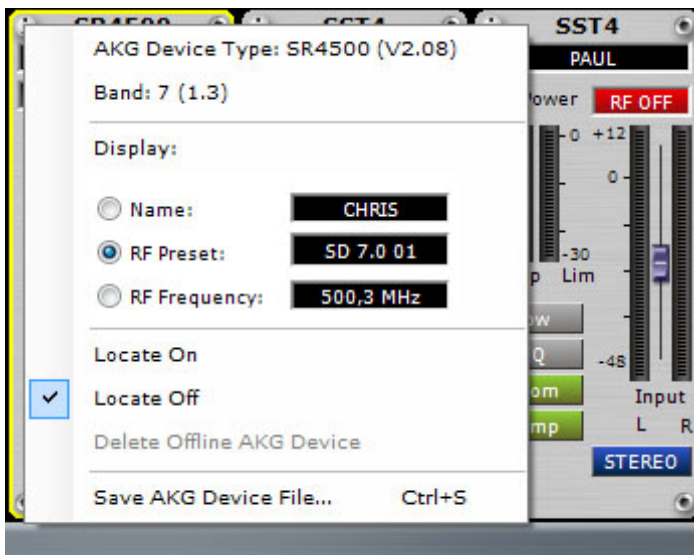 SST4
PAUL
AKG Device Type: SR4500 (V2.08)
Band: 7 (1.3)
RF OFF
Display:
0 +12
0
Name: CHRIS
RF Preset: SD 7.0 01
-30
Lim
RF Frequency: 500,3 MHz
Locate On
-48
Locate Off
Input
L R
Delete Offline AKG Device
STEREO
Save AKG Device File... Ctrl+S